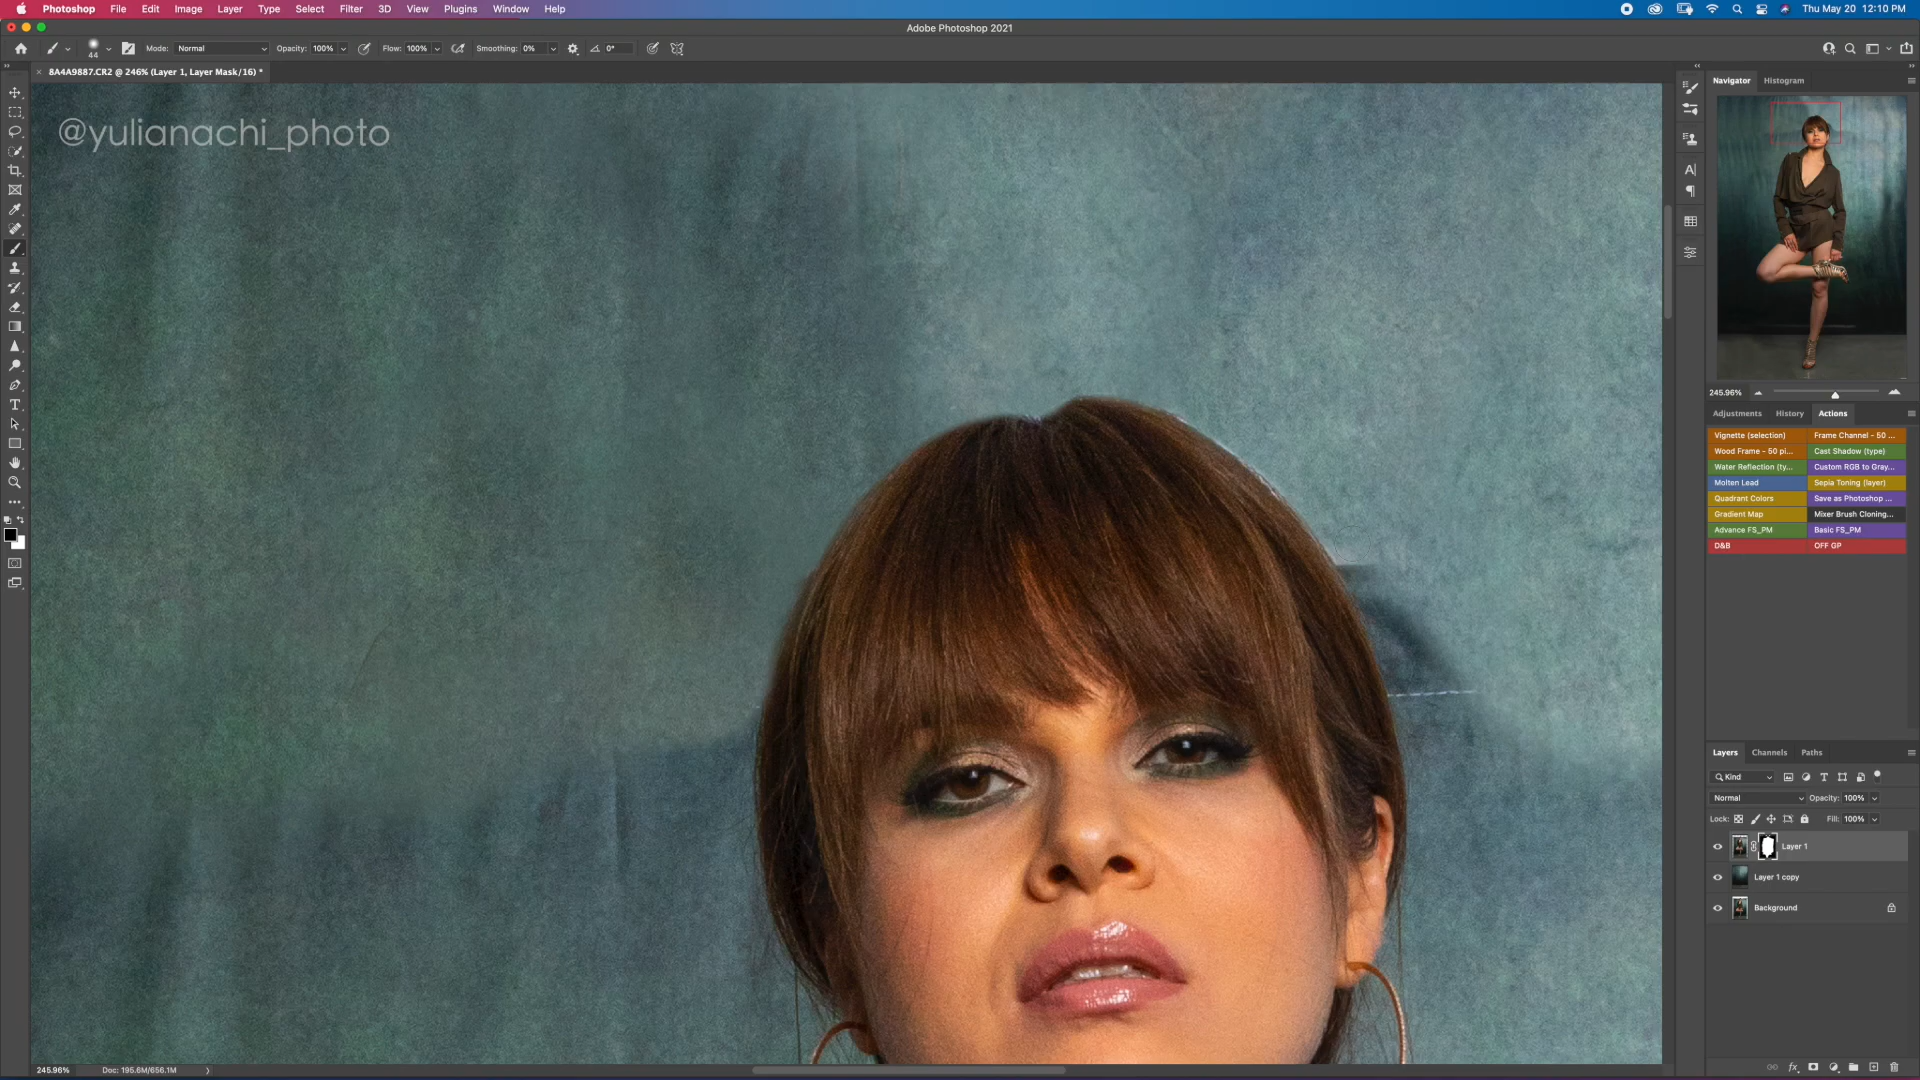 Photoshop File Edit Image Layer Type Select Filter 3D View Plugins Window Help Thu May 20 12:10 PM
Adobe Photoshop 2021
44 Mode: Normal Opacity: 100% Flow: 100% Smoothing: 0% 0°
8A4A9887.CR2 @ 246% (Layer 1, Layer Mask/16) *
@yulianachi_photo
Navigator Histogram
245.96%
Adjustments History Actions
Vignette (selection) Frame Channel - 50 ...
Wood Frame - 50 pi... Cast Shadow (type)
Water Reflection (ty... Custom RGB to Gray...
Molten Lead Sepia Toning (layer)
Quadrant Colors Save as Photoshop ...
Gradient Map Mixer Brush Cloning...
Advance FS_PM Basic FS_PM
D&B OFF GP
Layers Channels Paths
Kind
Normal Opacity: 100%
Lock: Fill: 100%
Layer 1
Layer 1 copy
Background
245.96% Doc: 195.6M/656.1M